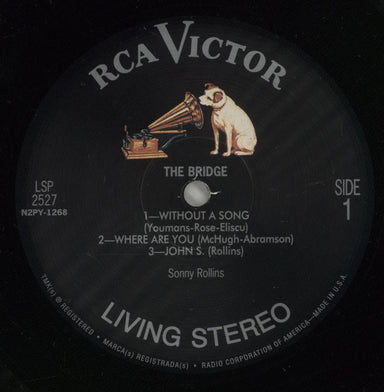 RCA VICTOR
THE BRIDGE
LSP
2527
N2PY-1268
SIDE
1
1—WITHOUT A SONG
(Youmans-Rose-Eliscu)
2—WHERE ARE YOU (McHugh-Abramson)
3—JOHN S. (Rollins)
Sonny Rollins
LIVING STEREO
TMK(s) ® REGISTERED • MARCA(s) REGISTRADA(s) • RADIO CORPORATION OF AMERICA—MADE IN U.S.A.